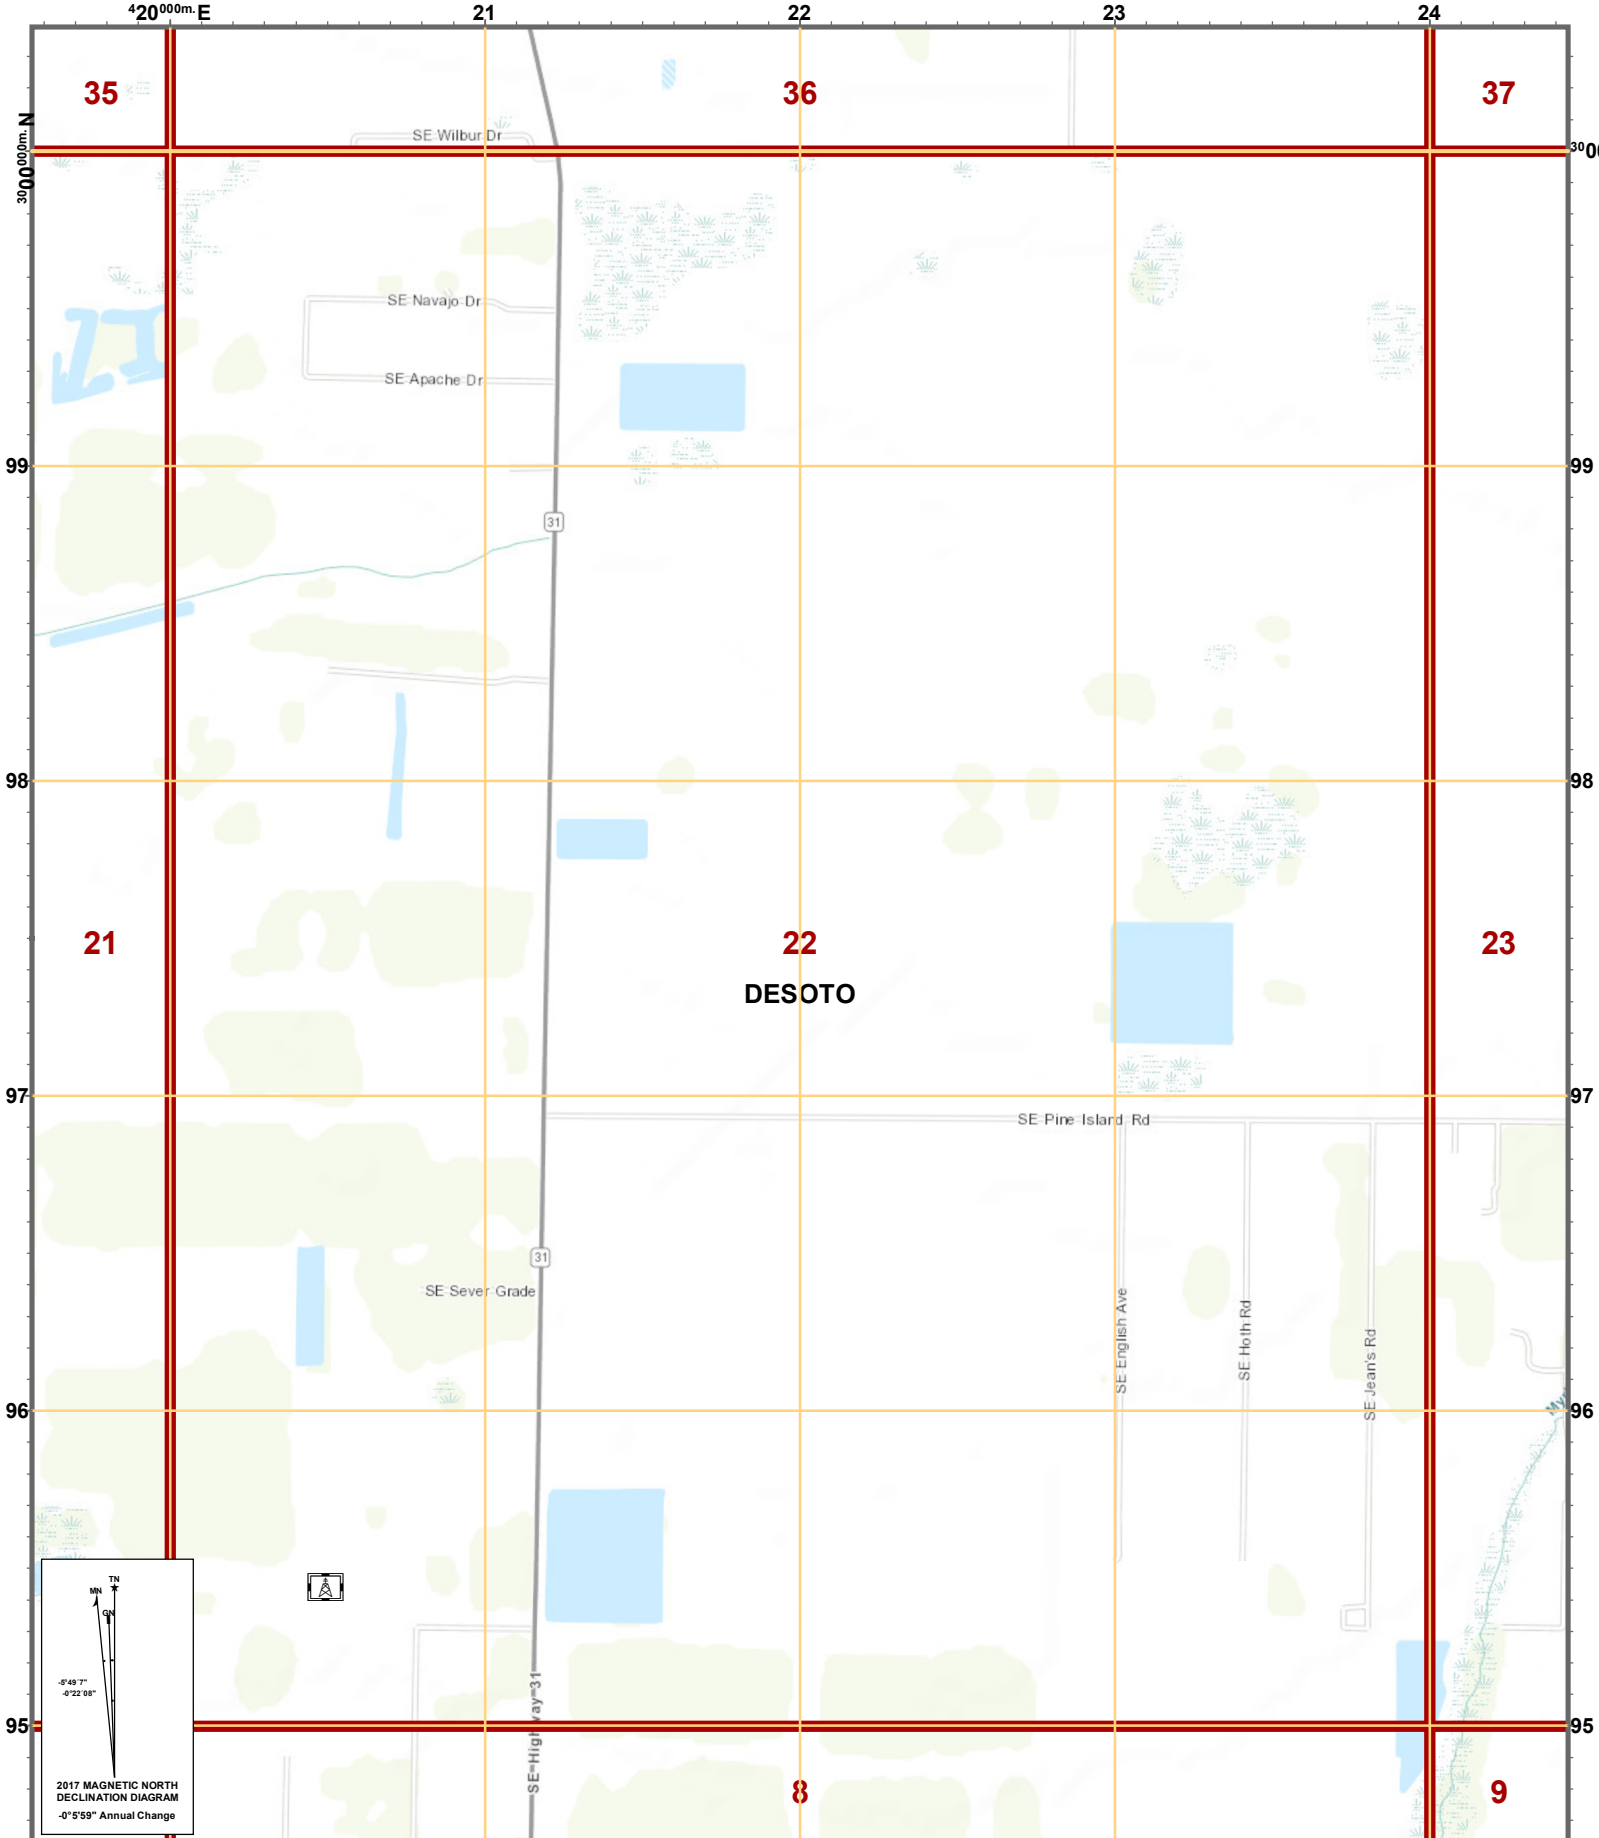 420000m. E
21
22
23
24
35
36
37
3000000m. N
SE Wilbur Dr
SE Navajo Dr
SE Apache Dr
99
99
31
98
98
21
22
23
DESOTO
97
97
SE Pine Island Rd
31
SE Sever Grade
SE English Ave
SE Hoth Rd
SE Jean's Rd
96
96
TN
MN
GN
-5°49'7"
-0°22'08"
2017 MAGNETIC NORTH
DECLINATION DIAGRAM
-0°5'59" Annual Change
SE Highway 31
95
95
8
9